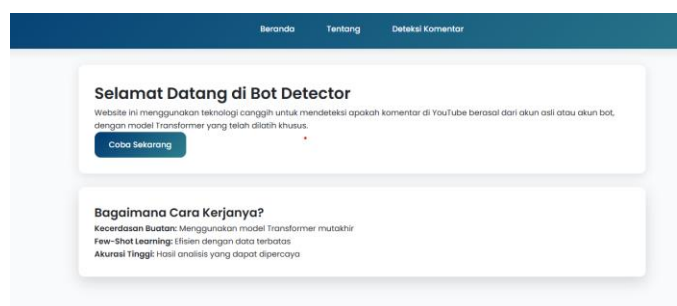 Beranda Tentang Deteksi Komentar
Selamat Datang di Bot Detector
Website ini menggunakan teknologi canggih untuk mendeteksi apakah komentar di YouTube berasal dari akun asli atau akun bot,
dengan model Transformer yang telah dilatih khusus.
Coba Sekarang
Bagaimana Cara Kerjanya?
Kecerdasan Buatan: Menggunakan model Transformer mutakhir
Few-Shot Learning: Efisien dengan data terbatas
Akurasi Tinggi: Hasil analisis yang dapat dipercaya